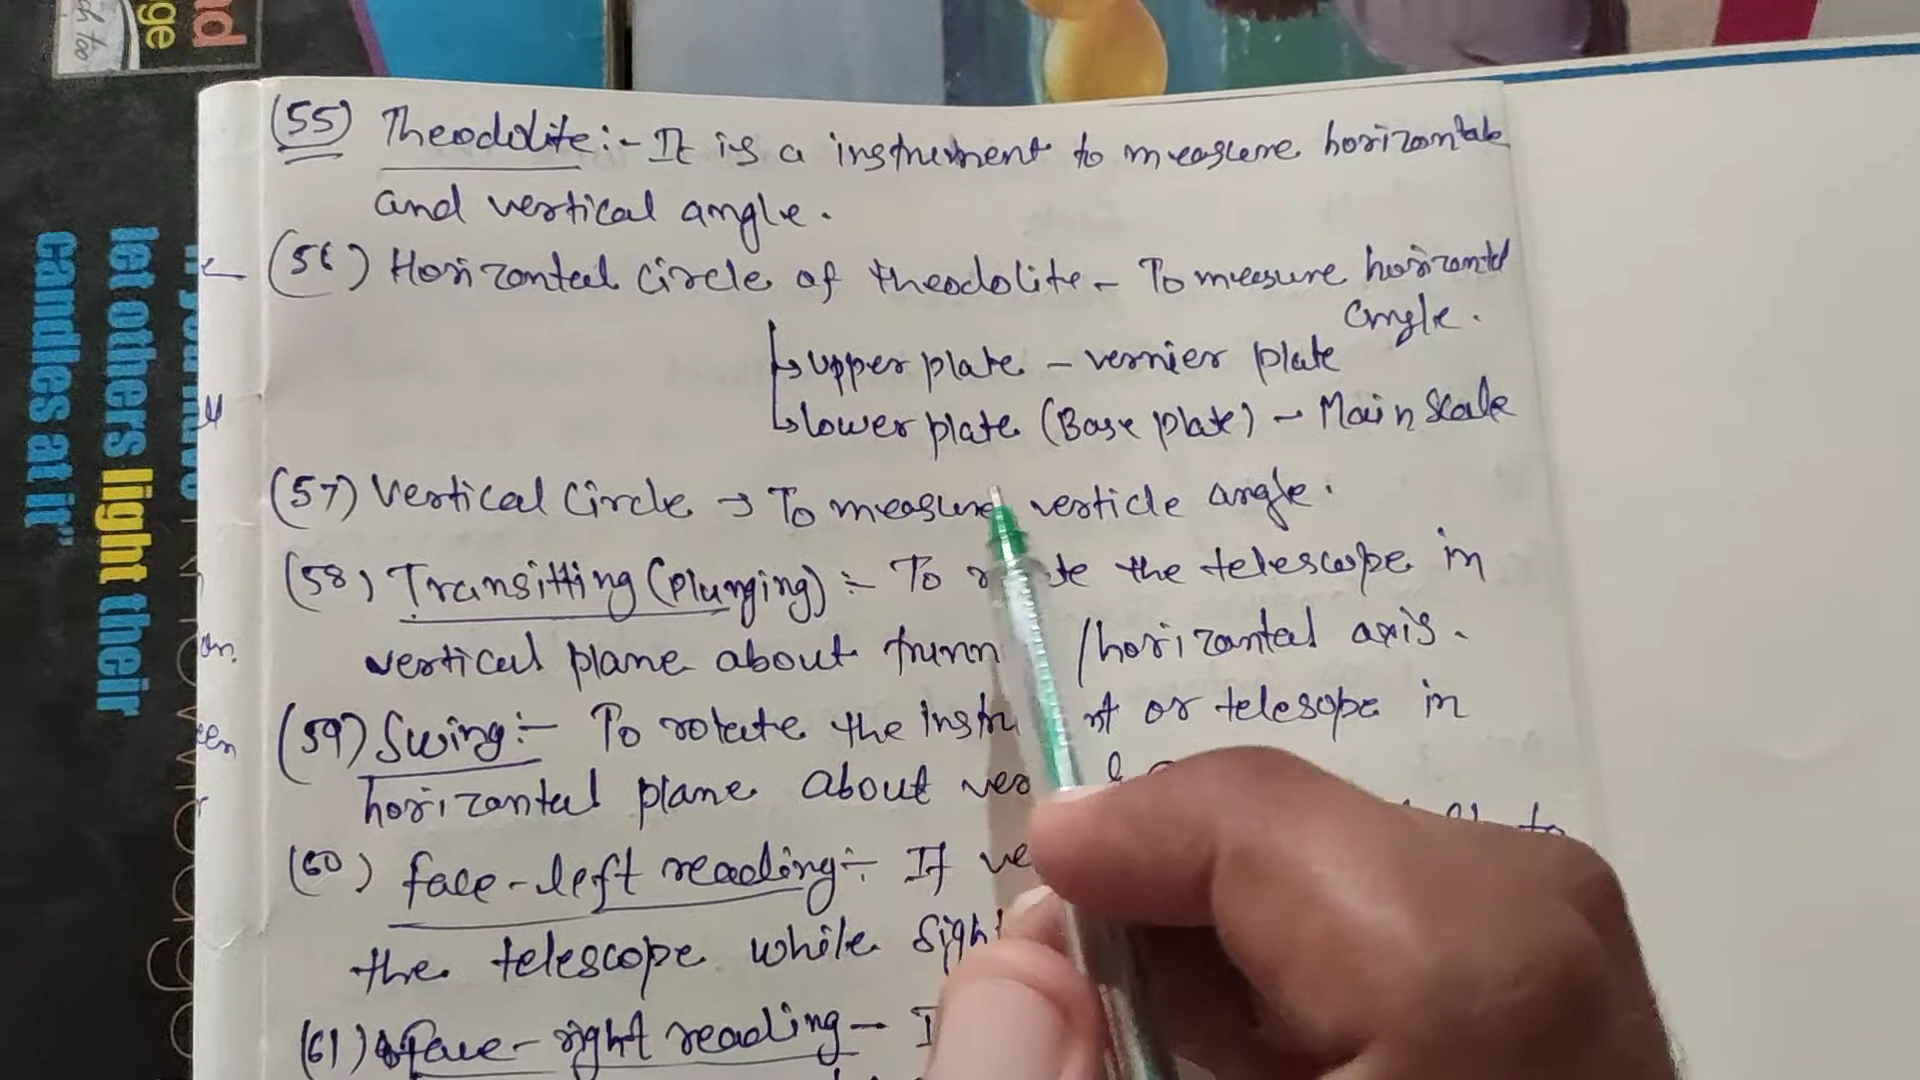 (55) Theodolite:- It is a instrument to measure horizontal
and vertical angle.
(56) Horizontal Circle of theodolite - To measure horizontal
angle.
↳ upper plate - vernier plate
↳ lower plate (Base plate) - Main Scale
(57) Vertical Circle → To measure verticle angle.
(58) Transitting (Plunging) :- To the telescope in
vertical plane about /horizontal axis.
(59) Swing:- To rotate the or telescope in
horizontal plane about
(60) face-left reading:- If
the telescope while
(61) face-right reading-
let others light their
candles at it"